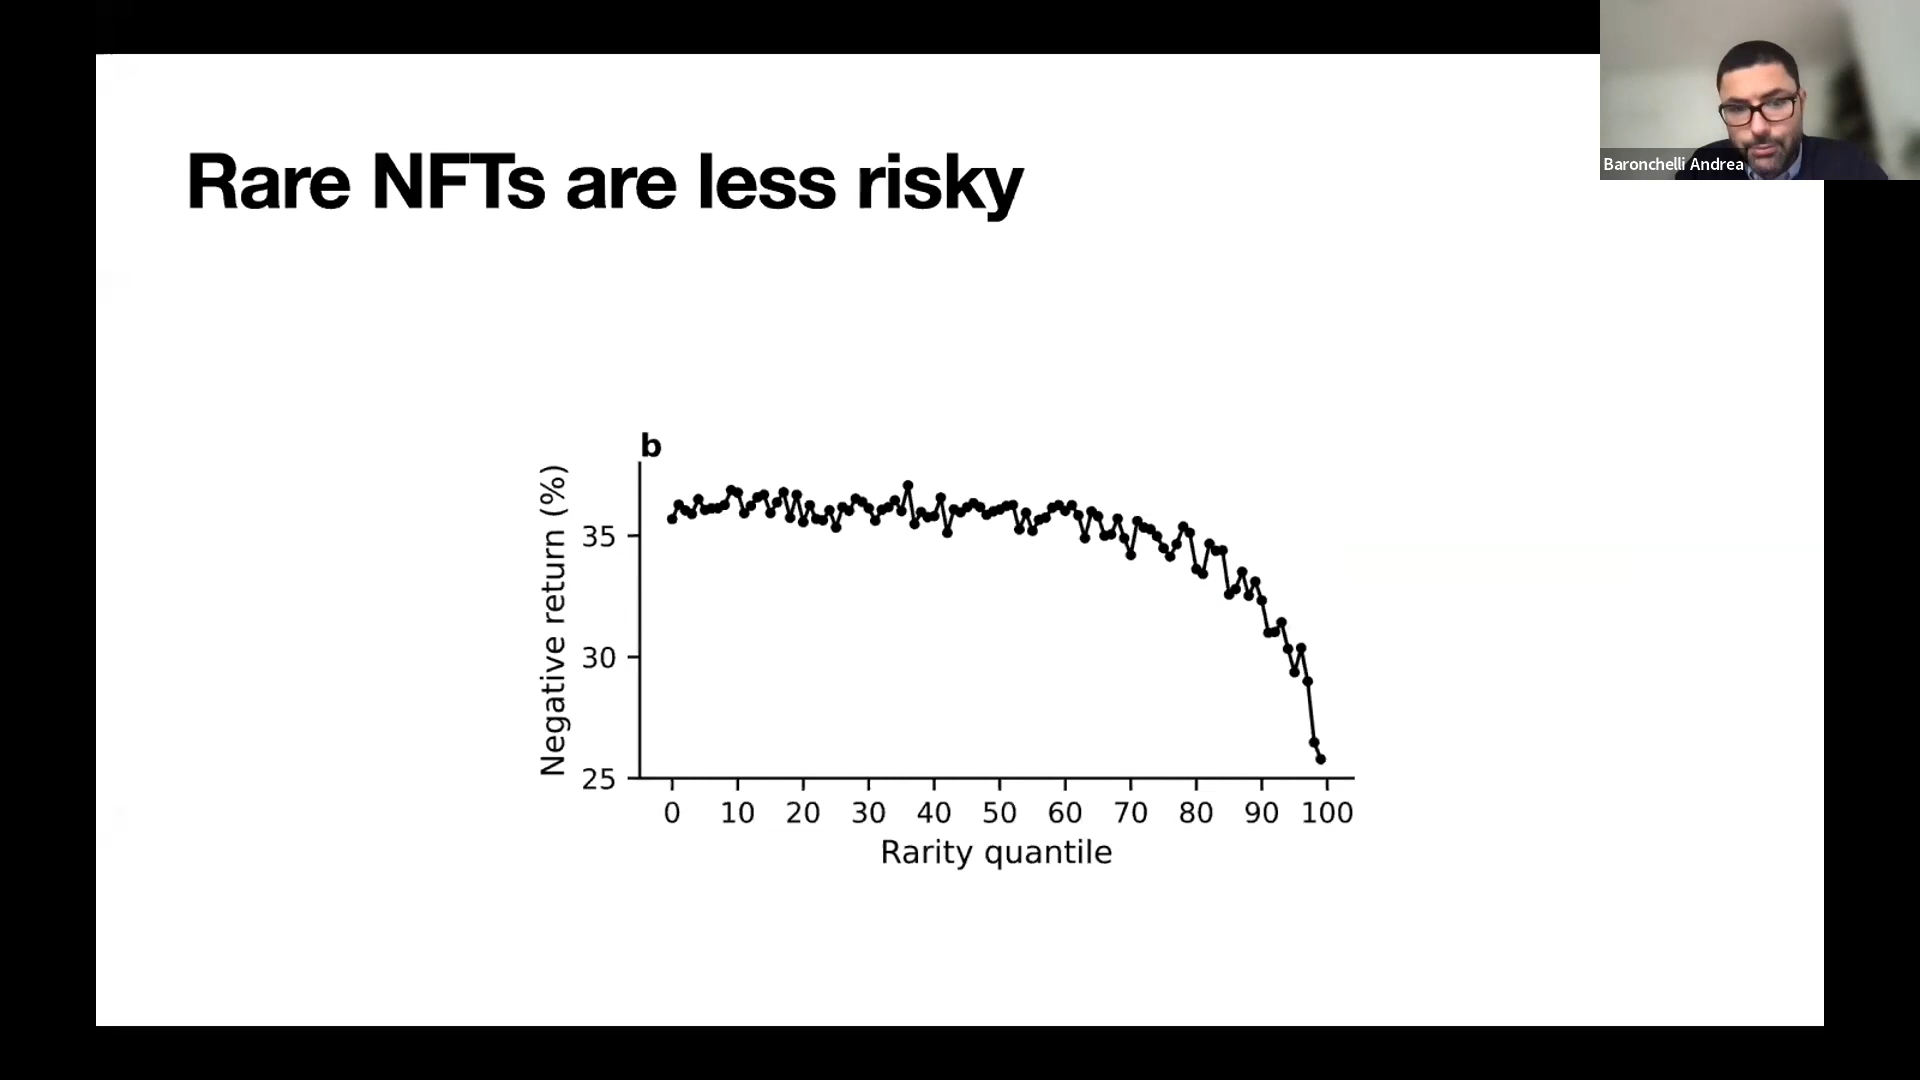 Baronchelli Andrea
Rare NFTs are less risky
b
Negative return (%)
35
30
25
0 10 20 30 40 50 60 70 80 90 100
Rarity quantile